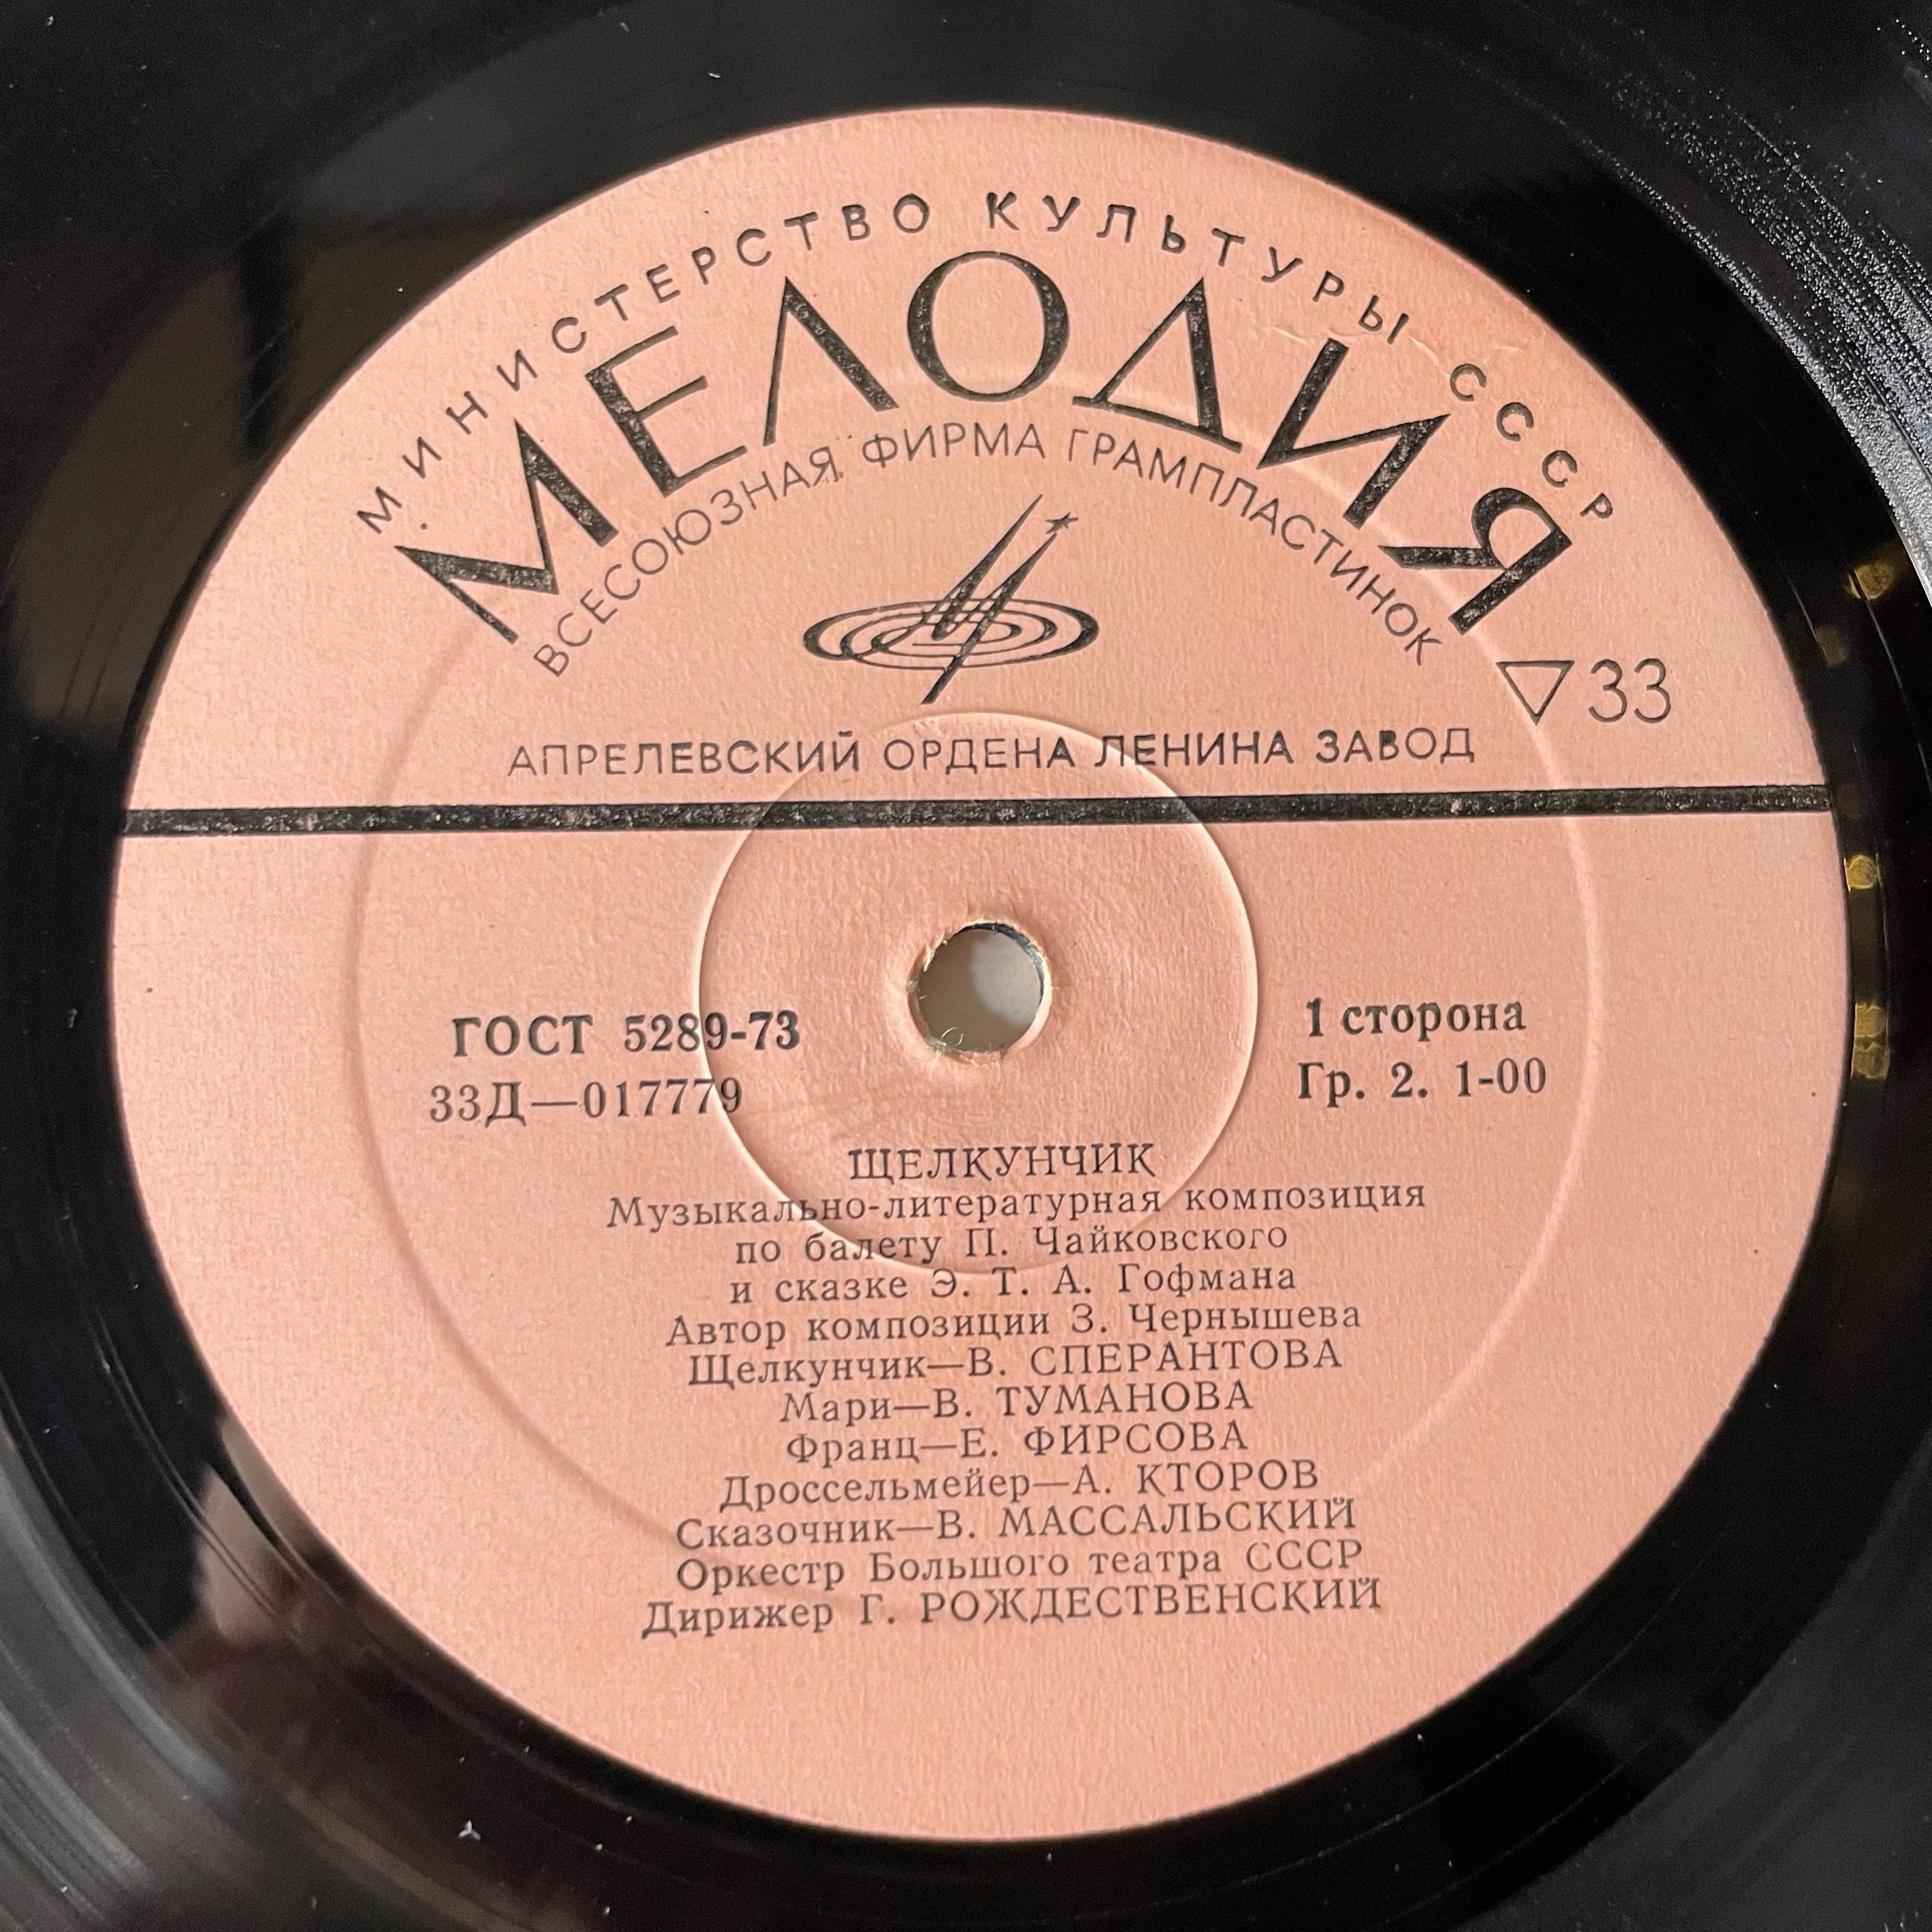 МИНИСТЕРСТВО КУЛЬТУРЫ СССР
МЕЛОДИЯ
ВСЕСОЮЗНАЯ ФИРМА ГРАМПЛАСТИНОК
33
АПРЕЛЕВСКИЙ ОРДЕНА ЛЕНИНА ЗАВОД
ГОСТ 5289-73
33Д—017779
1 сторона
Гр. 2. 1-00
ЩЕЛКУНЧИК
Музыкально-литературная композиция
по балету П. Чайковского
и сказке Э. Т. А. Гофмана
Автор композиции З. Чернышева
Щелкунчик—В. СПЕРАНТОВА
Мари—В. ТУМАНОВА
Франц—Е. ФИРСОВА
Дроссельмейер—А. КТОРОВ
Сказочник—В. МАССАЛЬСКИЙ
Оркестр Большого театра СССР
Дирижер Г. РОЖДЕСТВЕНСКИЙ